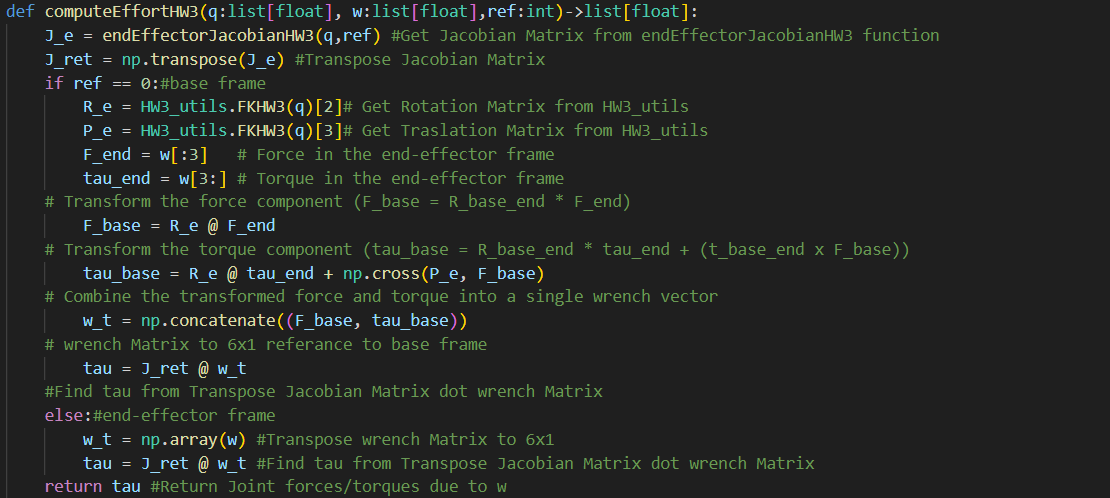 def computeEffortHW3(q:list[float], w:list[float],ref:int)->list[float]:
    J_e = endEffectorJacobianHW3(q,ref) #Get Jacobian Matrix from endEffectorJacobianHW3 function
    J_ret = np.transpose(J_e) #Transpose Jacobian Matrix
    if ref == 0:#base frame
        R_e = HW3_utils.FKHW3(q)[2]# Get Rotation Matrix from HW3_utils
        P_e = HW3_utils.FKHW3(q)[3]# Get Traslation Matrix from HW3_utils
        F_end = w[:3]   # Force in the end-effector frame
        tau_end = w[3:] # Torque in the end-effector frame
    # Transform the force component (F_base = R_base_end * F_end)
        F_base = R_e @ F_end
    # Transform the torque component (tau_base = R_base_end * tau_end + (t_base_end x F_base))
        tau_base = R_e @ tau_end + np.cross(P_e, F_base)
    # Combine the transformed force and torque into a single wrench vector
        w_t = np.concatenate((F_base, tau_base))
    # wrench Matrix to 6x1 referance to base frame
        tau = J_ret @ w_t
    #Find tau from Transpose Jacobian Matrix dot wrench Matrix
    else:#end-effector frame
        w_t = np.array(w) #Transpose wrench Matrix to 6x1
        tau = J_ret @ w_t #Find tau from Transpose Jacobian Matrix dot wrench Matrix
    return tau #Return Joint forces/torques due to w